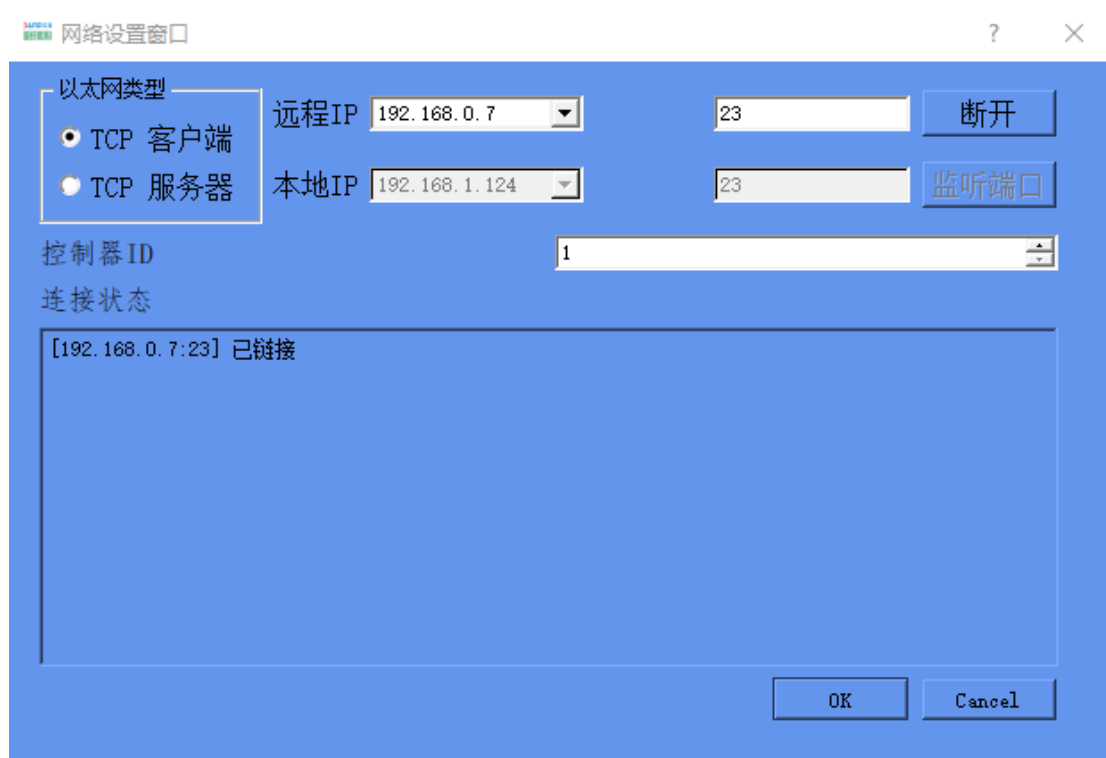 网络设置窗口
以太网类型
TCP 客户端
TCP 服务器
远程IP 192.168.0.7 23 断开
本地IP 192.168.1.124 23 监听端口
控制器ID 1
连接状态
[192.168.0.7:23] 已链接
OK Cancel